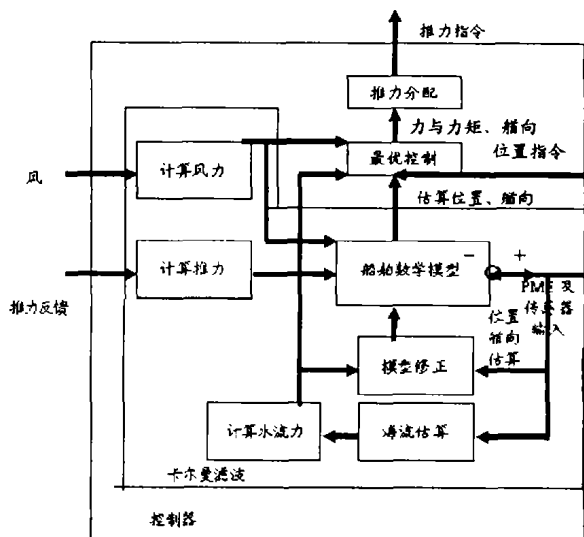 推力指令
推力分配
力与力矩、艏向
位置指令
最优控制
风
计算风力
估算位置、艏向
计算推力
船舶数学模型
－
＋
推力反馈
PME 及
传感器
输入
位置
艏向
估算
模型修正
计算水流力
海流估算
卡尔曼滤波
控制器